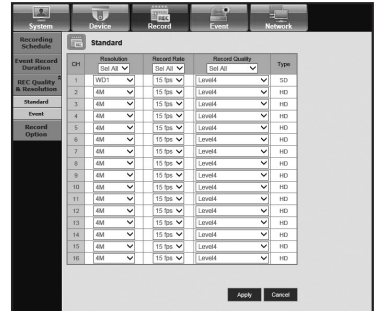 System Device Record Event Network
Recording
Schedule
Event Record
Duration
REC Quality
& Resolution
Standard
Event
Record
Option
Standard
CH Resolution Record Rate Record Quality Type
Sel All Sel All Sel All
1 WD1 15 fps Level4 SD
2 4M 15 fps Level4 HD
3 4M 15 fps Level4 HD
4 4M 15 fps Level4 HD
5 4M 15 fps Level4 HD
6 4M 15 fps Level4 HD
7 4M 15 fps Level4 HD
8 4M 15 fps Level4 HD
9 4M 15 fps Level4 HD
10 4M 15 fps Level4 HD
11 4M 15 fps Level4 HD
12 4M 15 fps Level4 HD
13 4M 15 fps Level4 HD
14 4M 15 fps Level4 HD
15 4M 15 fps Level4 HD
16 4M 15 fps Level4 HD
Apply Cancel